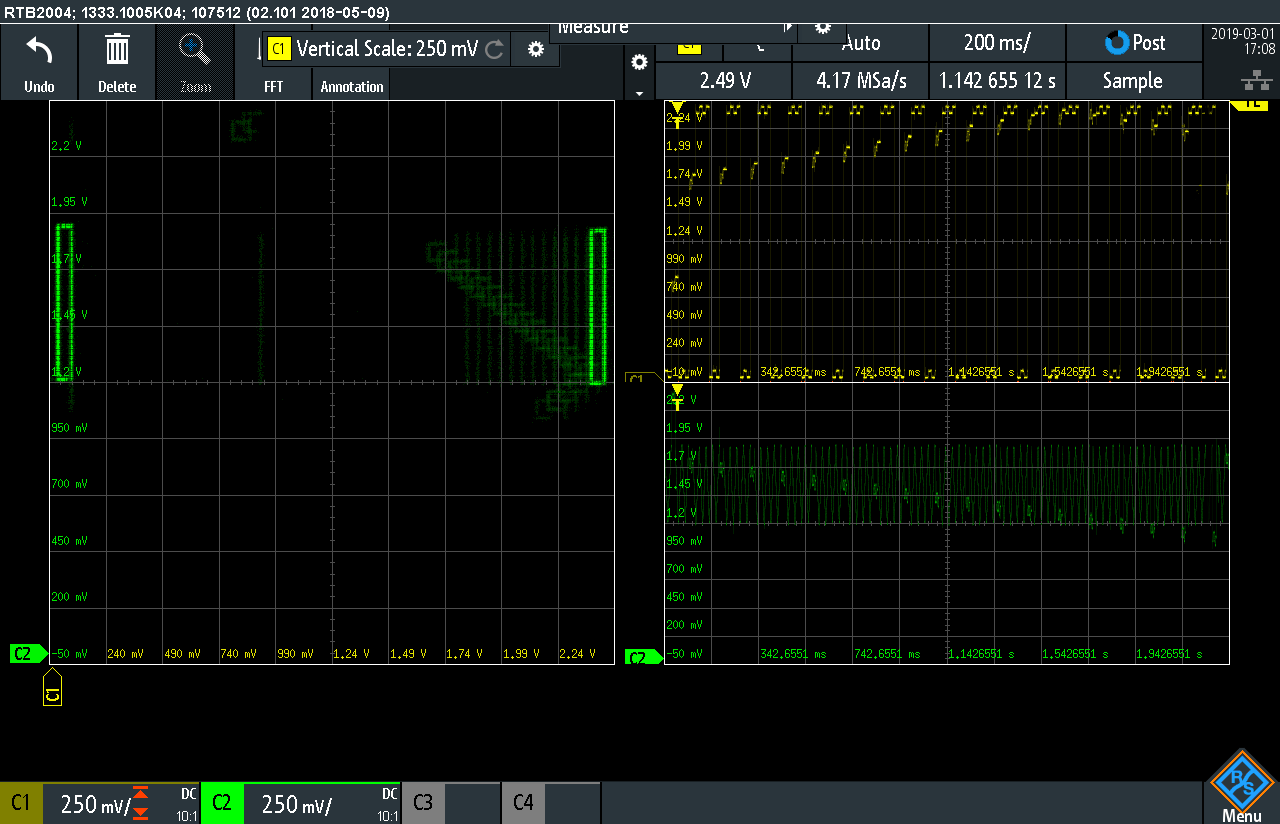 RTB2004; 1333.1005K04; 107512 (02.101 2018-05-09)
Undo
Delete
Zoom
FFT
Annotation
C1 Vertical Scale: 250 mV
Measure
Auto
200 ms/
Post
2019-03-01
17:08
2.49 V
4.17 MSa/s
1.142 655 12 s
Sample
2.2 V
1.95 V
1.7 V
1.45 V
1.2 V
950 mV
700 mV
450 mV
200 mV
-50 mV
240 mV
490 mV
740 mV
990 mV
1.24 V
1.49 V
1.74 V
1.99 V
2.24 V
C2
C1
2.24 V
1.99 V
1.74 V
1.49 V
1.24 V
990 mV
740 mV
490 mV
240 mV
-10 mV
342.6551 ms
742.6551 ms
1.1426551 s
1.5426551 s
1.9426551 s
C1
2.2 V
1.95 V
1.7 V
1.45 V
1.2 V
950 mV
700 mV
450 mV
200 mV
-50 mV
342.6551 ms
742.6551 ms
1.1426551 s
1.5426551 s
1.9426551 s
C2
C1
250 mV/
DC
10:1
C2
250 mV/
DC
10:1
C3
C4
R
S
Menu